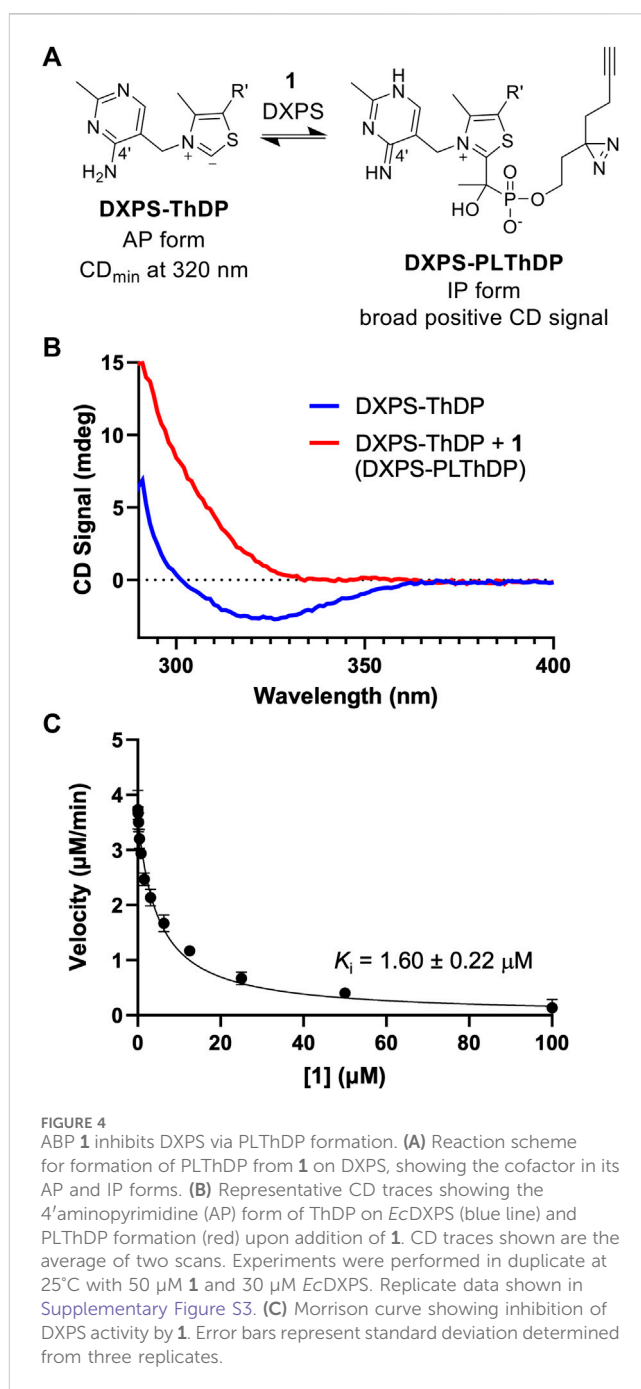 A
N
N
4'
H₂N
N
+
S
–
R'
1
DXPS
H
N
N
4'
HN
N
+
S
R'
HO
P
O
O⁻
O
N
N
DXPS-ThDP
AP form
CD_min at 320 nm
DXPS-PLThDP
IP form
broad positive CD signal
B
CD Signal (mdeg)
15
10
5
0
DXPS-ThDP
DXPS-ThDP + 1
(DXPS-PLThDP)
300
350
400
Wavelength (nm)
C
Velocity (µM/min)
5
4
3
2
1
0
Kᵢ = 1.60 ± 0.22 µM
0
20
40
60
80
100
[1] (µM)
FIGURE 4
ABP 1 inhibits DXPS via PLThDP formation. (A) Reaction scheme
for formation of PLThDP from 1 on DXPS, showing the cofactor in its
AP and IP forms. (B) Representative CD traces showing the
4′aminopyrimidine (AP) form of ThDP on EcDXPS (blue line) and
PLThDP formation (red) upon addition of 1. CD traces shown are the
average of two scans. Experiments were performed in duplicate at
25°C with 50 µM 1 and 30 µM EcDXPS. Replicate data shown in
Supplementary Figure S3. (C) Morrison curve showing inhibition of
DXPS activity by 1. Error bars represent standard deviation determined
from three replicates.